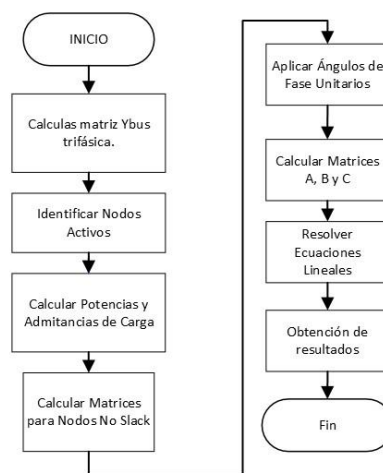 INICIO
Calculas matriz Ybus
trifásica.
Identificar Nodos
Activos
Calcular Potencias y
Admitancias de Carga
Calcular Matrices
para Nodos No Slack
Aplicar Ángulos de
Fase Unitarios
Calcular Matrices
A, B y C
Resolver
Ecuaciones
Lineales
Obtención de
resultados
Fin